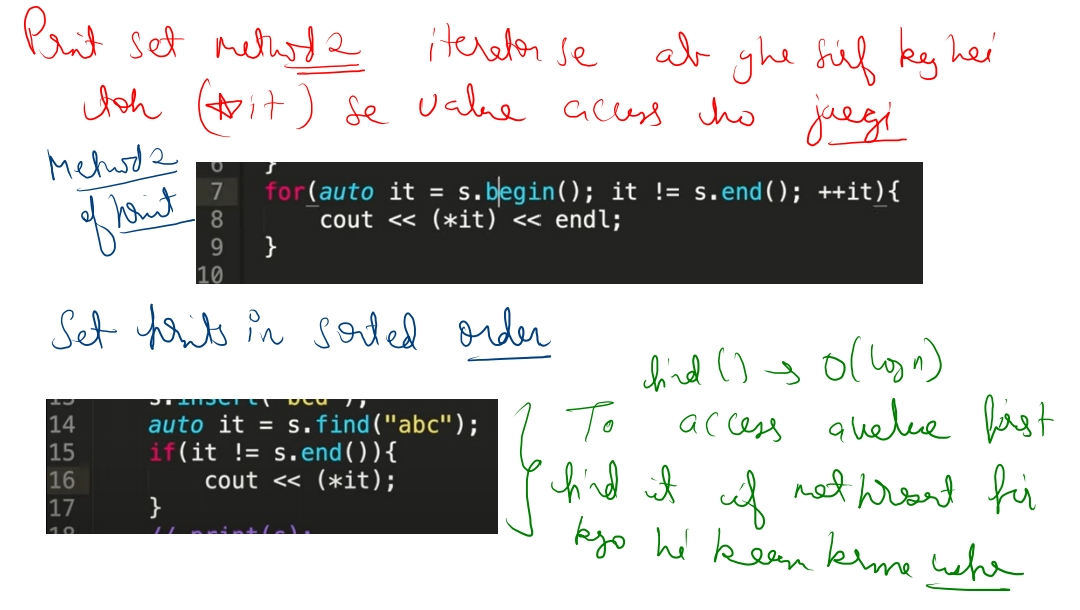 Print set method 2 iterator se ab yha sirf key hei
toh (*it) se value access ho jaegi
Method 2
of print
6 }
7 for(auto it = s.begin(); it != s.end(); ++it){
8 cout << (*it) << endl;
9 }
10
Set prints in sorted order
find () → O(log n)
13 s.insert("bcd");
14 auto it = s.find("abc");
15 if(it != s.end()){
16 cout << (*it);
17 }
18 // print(s);
To access a value first
find it if not present fir
kyo hi kaam krna uspe